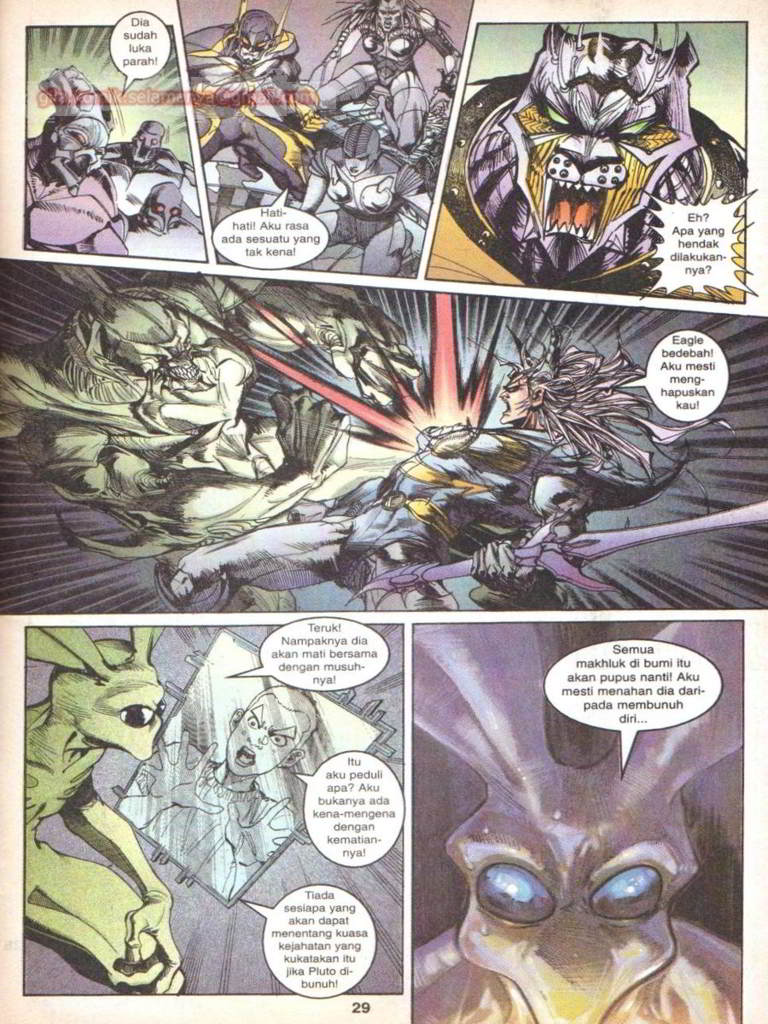 Dia
sudah
luka
parah!
Hati-
hati! Aku rasa
ada sesuatu yang
tak kena!
Eh?
Apa yang
hendak
dilakukan-
nya?
Eagle
bedebah!
Aku mesti
meng-
hapuskan
kau!
Teruk!
Nampaknya dia
akan mati bersama
dengan musuh-
nya!
Itu
aku peduli
apa? Aku
bukanya ada
kena-mengena
dengan
kematian-
nya!
Tiada
sesiapa yang
akan dapat
menentang kuasa
kejahatan yang
kukatakan itu
jika Pluto di-
bunuh!
Semua
makhluk di bumi itu
akan pupus nanti! Aku
mesti menahan dia dari-
pada membunuh
diri...
29